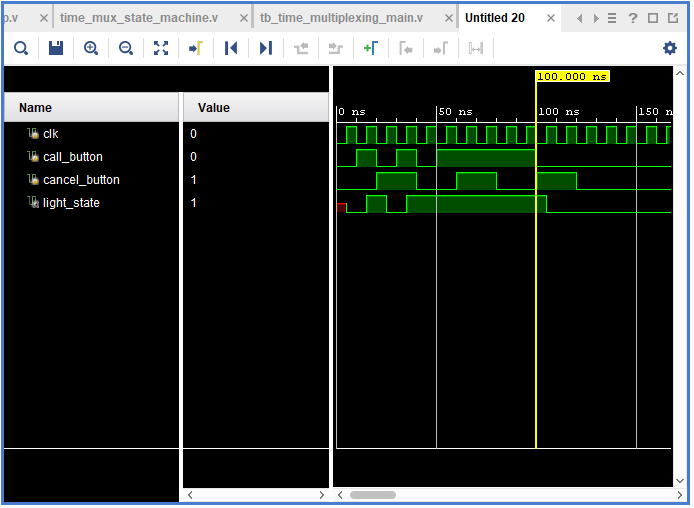 p.v time_mux_state_machine.v tb_time_multiplexing_main.v Untitled 20
100.000 ns
Name Value
0 ns 50 ns 100 ns 150 n
clk 0
call_button 0
cancel_button 1
light_state 1